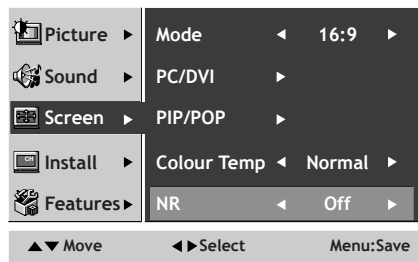 Picture ▶ Mode ◀ 16:9 ▶
Sound ▶ PC/DVI ▶
Screen ▶ PIP/POP ▶
CH Install ▶ Colour Temp ◀ Normal ▶
Features ▶ NR ◀ Off ▶
▲▼ Move ◀ ▶ Select Menu:Save